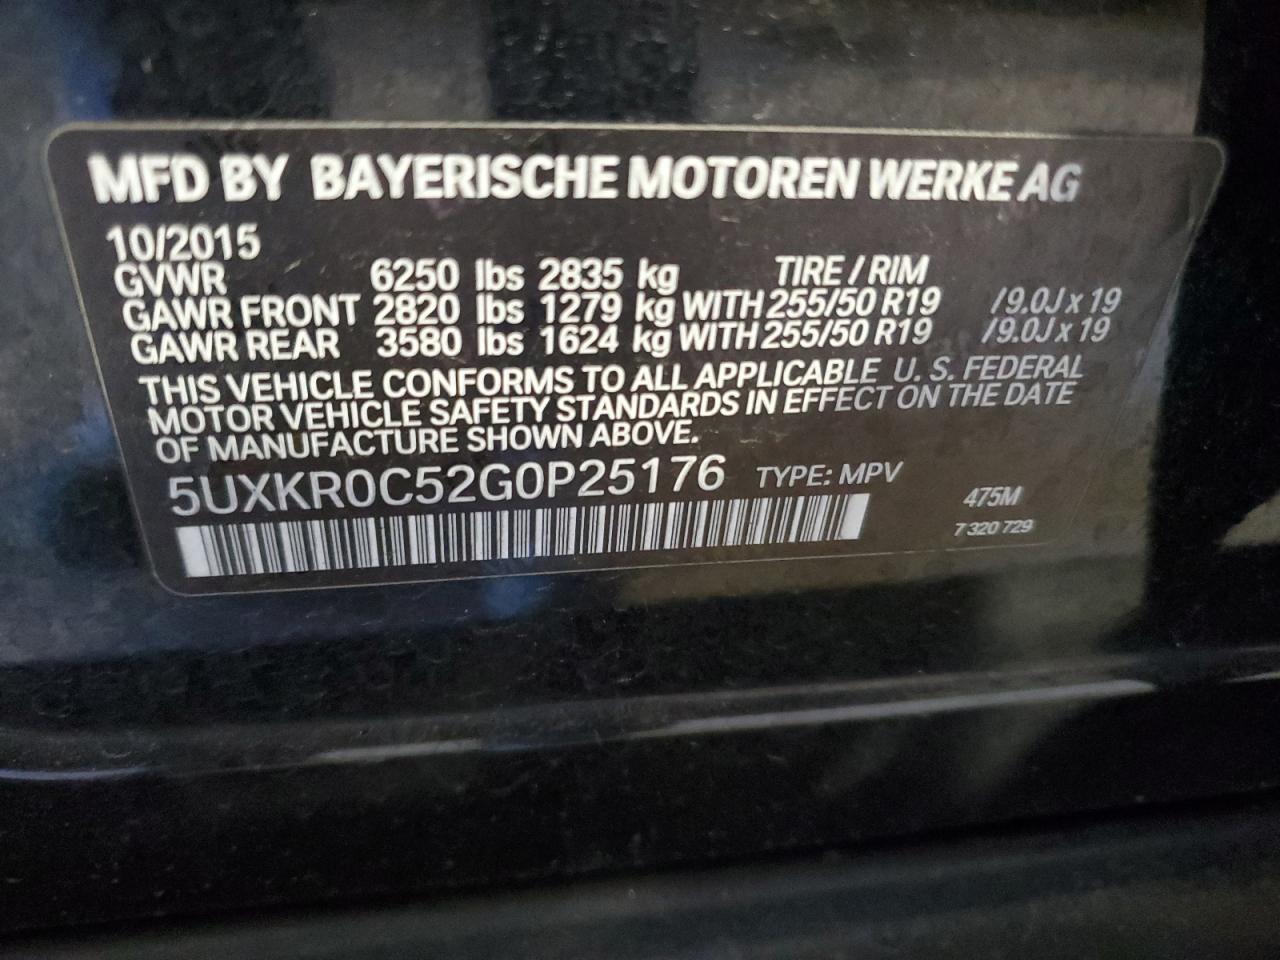 MFD BY BAYERISCHE MOTOREN WERKE AG
10/2015
GVWR 6250 lbs 2835 kg TIRE / RIM
GAWR FRONT 2820 lbs 1279 kg WITH 255/50 R19 /9.0J x 19
GAWR REAR 3580 lbs 1624 kg WITH 255/50 R19 /9.0J x 19
THIS VEHICLE CONFORMS TO ALL APPLICABLE U. S. FEDERAL
MOTOR VEHICLE SAFETY STANDARDS IN EFFECT ON THE DATE
OF MANUFACTURE SHOWN ABOVE.
5UXKR0C52G0P25176 TYPE: MPV
475M
7 320 729